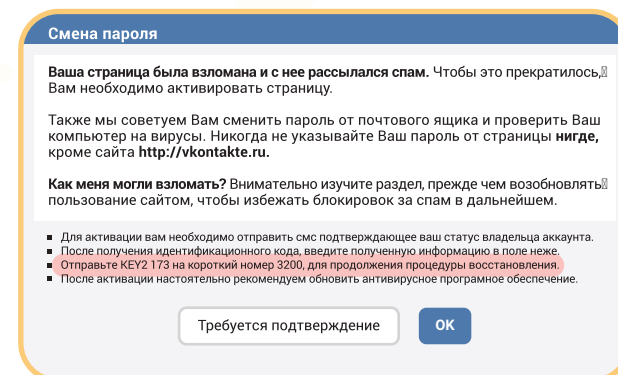 Смена пароля
Ваша страница была взломана и с нее рассылался спам. Чтобы это прекратилось,
Вам необходимо активировать страницу.
Также мы советуем Вам сменить пароль от почтового ящика и проверить Ваш
компьютер на вирусы. Никогда не указывайте Ваш пароль от страницы нигде,
кроме сайта http://vkontakte.ru.
Как меня могли взломать? Внимательно изучите раздел, прежде чем возобновлять
пользование сайтом, чтобы избежать блокировок за спам в дальнейшем.
Для активации вам необходимо отправить смс подтверждающее ваш статус владельца аккаунта.
После получения идентификационного кода, введите полученную информацию в поле неже.
Отправьте KEY2 173 на короткий номер 3200, для продолжения процедуры восстановления.
После активации настоятельно рекомендуем обновить антивирусное програмное обеспечение.
Требуется подтверждение
OK